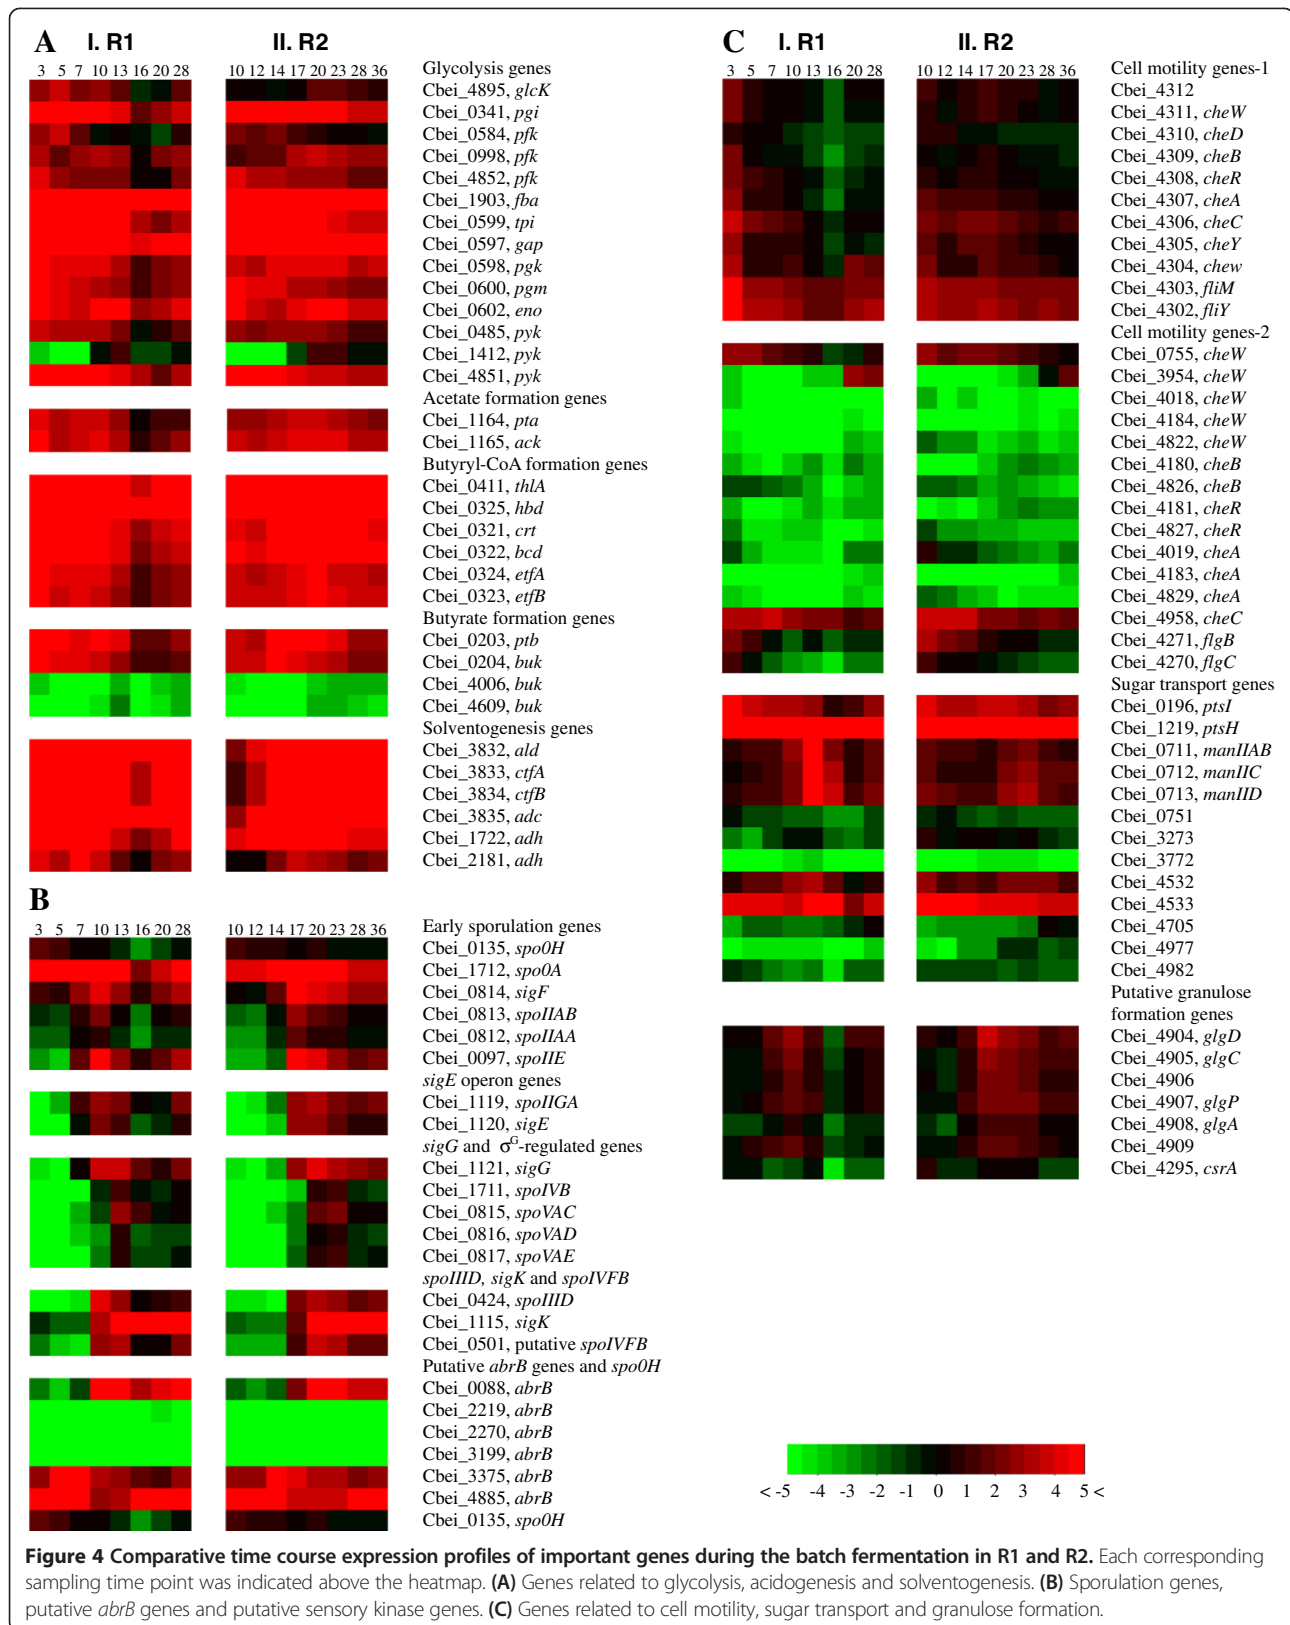 A I. R1 II. R2
3 5 7 10 13 16 20 28 10 12 14 17 20 23 28 36
Glycolysis genes
Cbei_4895, glcK
Cbei_0341, pgi
Cbei_0584, pfk
Cbei_0998, pfk
Cbei_4852, pfk
Cbei_1903, fba
Cbei_0599, tpi
Cbei_0597, gap
Cbei_0598, pgk
Cbei_0600, pgm
Cbei_0602, eno
Cbei_0485, pyk
Cbei_1412, pyk
Cbei_4851, pyk
Acetate formation genes
Cbei_1164, pta
Cbei_1165, ack
Butyryl-CoA formation genes
Cbei_0411, thlA
Cbei_0325, hbd
Cbei_0321, crt
Cbei_0322, bcd
Cbei_0324, etfA
Cbei_0323, etfB
Butyrate formation genes
Cbei_0203, ptb
Cbei_0204, buk
Cbei_4006, buk
Cbei_4609, buk
Solventogenesis genes
Cbei_3832, ald
Cbei_3833, ctfA
Cbei_3834, ctfB
Cbei_3835, adc
Cbei_1722, adh
Cbei_2181, adh
B
3 5 7 10 13 16 20 28 10 12 14 17 20 23 28 36
Early sporulation genes
Cbei_0135, spo0H
Cbei_1712, spo0A
Cbei_0814, sigF
Cbei_0813, spoIIAB
Cbei_0812, spoIIAA
Cbei_0097, spoIIE
sigE operon genes
Cbei_1119, spoIIGA
Cbei_1120, sigE
sigG and σG-regulated genes
Cbei_1121, sigG
Cbei_1711, spoIVB
Cbei_0815, spoVAC
Cbei_0816, spoVAD
Cbei_0817, spoVAE
spoIIID, sigK and spoIVFB
Cbei_0424, spoIIID
Cbei_1115, sigK
Cbei_0501, putative spoIVFB
Putative abrB genes and spo0H
Cbei_0088, abrB
Cbei_2219, abrB
Cbei_2270, abrB
Cbei_3199, abrB
Cbei_3375, abrB
Cbei_4885, abrB
Cbei_0135, spo0H
C I. R1 II. R2
3 5 7 10 13 16 20 28 10 12 14 17 20 23 28 36
Cell motility genes-1
Cbei_4312
Cbei_4311, cheW
Cbei_4310, cheD
Cbei_4309, cheB
Cbei_4308, cheR
Cbei_4307, cheA
Cbei_4306, cheC
Cbei_4305, cheY
Cbei_4304, chew
Cbei_4303, fliM
Cbei_4302, fliY
Cell motility genes-2
Cbei_0755, cheW
Cbei_3954, cheW
Cbei_4018, cheW
Cbei_4184, cheW
Cbei_4822, cheW
Cbei_4180, cheB
Cbei_4826, cheB
Cbei_4181, cheR
Cbei_4827, cheR
Cbei_4019, cheA
Cbei_4183, cheA
Cbei_4829, cheA
Cbei_4958, cheC
Cbei_4271, flgB
Cbei_4270, flgC
Sugar transport genes
Cbei_0196, ptsI
Cbei_1219, ptsH
Cbei_0711, manIIAB
Cbei_0712, manIIC
Cbei_0713, manIID
Cbei_0751
Cbei_3273
Cbei_3772
Cbei_4532
Cbei_4533
Cbei_4705
Cbei_4977
Cbei_4982
Putative granulose
formation genes
Cbei_4904, glgD
Cbei_4905, glgC
Cbei_4906
Cbei_4907, glgP
Cbei_4908, glgA
Cbei_4909
Cbei_4295, csrA
< -5 -4 -3 -2 -1 0 1 2 3 4 5 <
Figure 4 Comparative time course expression profiles of important genes during the batch fermentation in R1 and R2. Each corresponding
sampling time point was indicated above the heatmap. (A) Genes related to glycolysis, acidogenesis and solventogenesis. (B) Sporulation genes,
putative abrB genes and putative sensory kinase genes. (C) Genes related to cell motility, sugar transport and granulose formation.